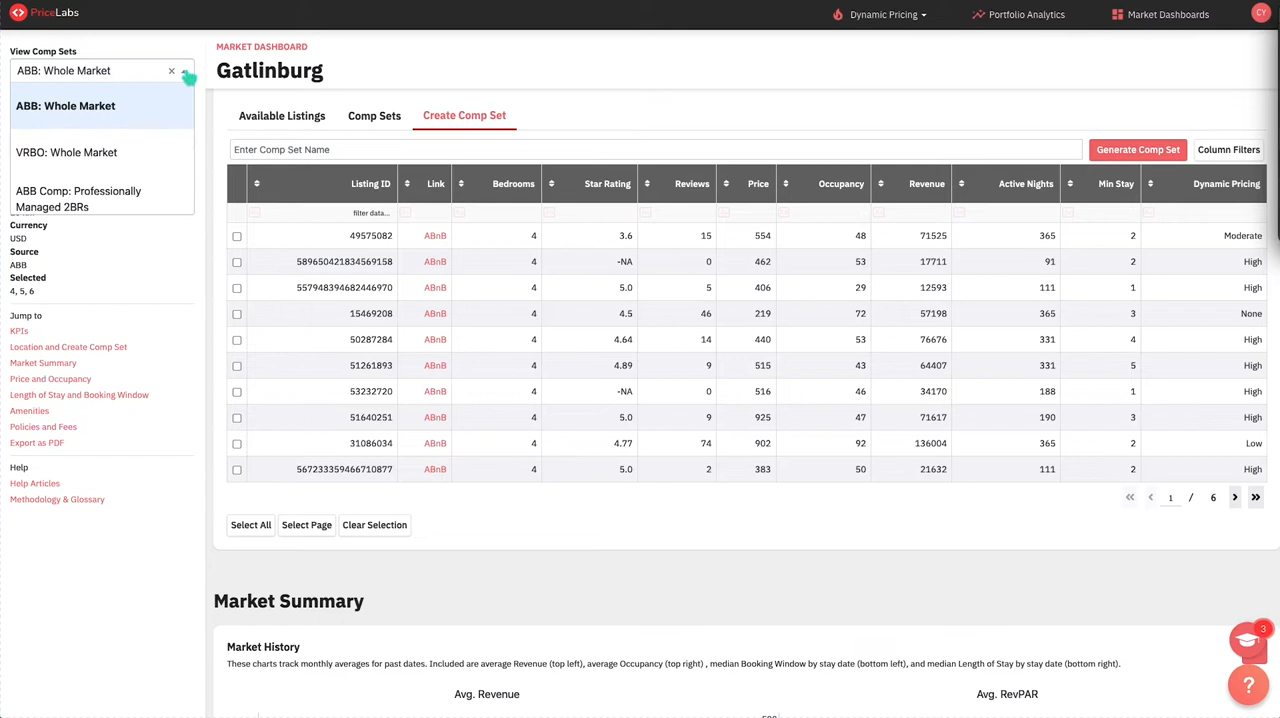 PriceLabs
Dynamic Pricing
Portfolio Analytics
Market Dashboards
CY
View Comp Sets
ABB: Whole Market
ABB: Whole Market
VRBO: Whole Market
ABB Comp: Professionally
Managed 2BRs
Currency
USD
Source
ABB
Selected
4, 5, 6
Jump to
KPIs
Location and Create Comp Set
Market Summary
Price and Occupancy
Length of Stay and Booking Window
Amenities
Policies and Fees
Export as PDF
Help
Help Articles
Methodology & Glossary
MARKET DASHBOARD
Gatlinburg
Available Listings Comp Sets Create Comp Set
Enter Comp Set Name Generate Comp Set Column Filters
Listing ID Link Bedrooms Star Rating Reviews Price Occupancy Revenue Active Nights Min Stay Dynamic Pricing
filter data...
49575082 ABnB 4 3.6 15 554 48 71525 365 2 Moderate
589650421834569158 ABnB 4 -NA 0 462 53 17711 91 2 High
557948394682446970 ABnB 4 5.0 5 406 29 12593 111 1 High
15469208 ABnB 4 4.5 46 219 72 57198 365 3 None
50287284 ABnB 4 4.64 14 440 53 76676 331 4 High
51261893 ABnB 4 4.89 9 515 43 64407 331 5 High
53232720 ABnB 4 -NA 0 516 46 34170 188 1 High
51640251 ABnB 4 5.0 9 925 47 71617 190 3 High
31086034 ABnB 4 4.77 74 902 92 136004 365 2 Low
567233359466710877 ABnB 4 5.0 2 383 50 21632 111 2 High
1 / 6
Select All Select Page Clear Selection
Market Summary
Market History
These charts track monthly averages for past dates. Included are average Revenue (top left), average Occupancy (top right) , median Booking Window by stay date (bottom left), and median Length of Stay by stay date (bottom right).
Avg. Revenue Avg. RevPAR
3
?